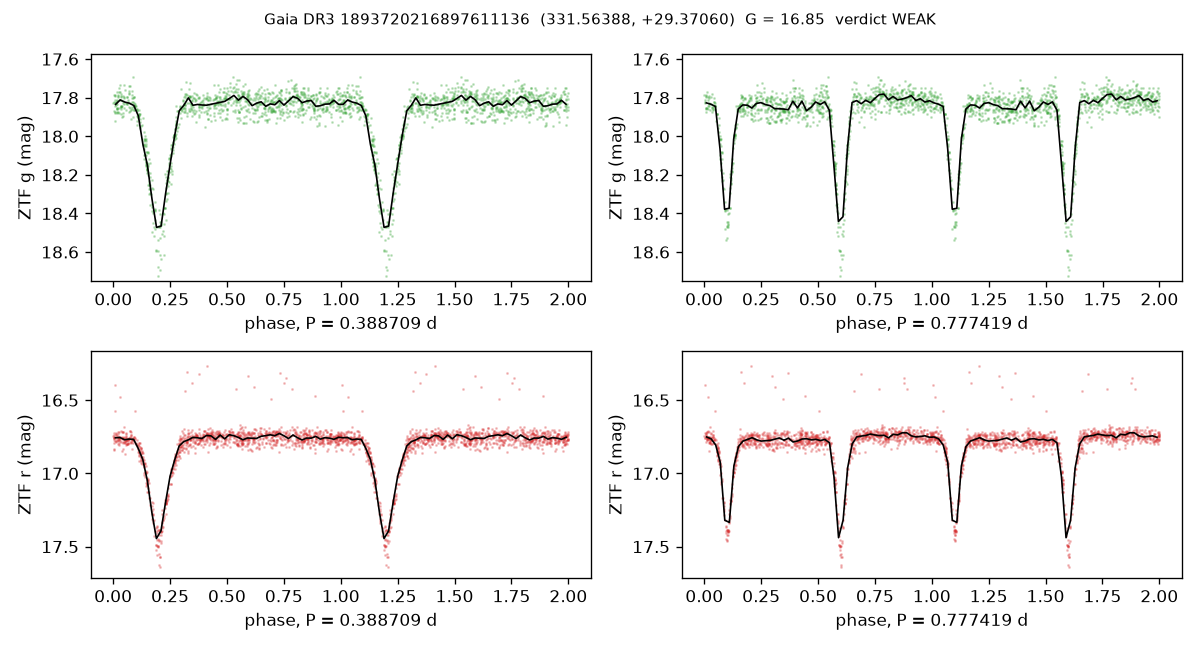 Gaia DR3 1893720216897611136 (331.56388, +29.37060) G = 16.85 verdict WEAK
ZTF g (mag)
17.6
17.8
18.0
18.2
18.4
18.6
0.00 0.25 0.50 0.75 1.00 1.25 1.50 1.75 2.00
phase, P = 0.388709 d
ZTF g (mag)
17.6
17.8
18.0
18.2
18.4
18.6
0.00 0.25 0.50 0.75 1.00 1.25 1.50 1.75 2.00
phase, P = 0.777419 d
ZTF r (mag)
16.5
17.0
17.5
0.00 0.25 0.50 0.75 1.00 1.25 1.50 1.75 2.00
phase, P = 0.388709 d
ZTF r (mag)
16.5
17.0
17.5
0.00 0.25 0.50 0.75 1.00 1.25 1.50 1.75 2.00
phase, P = 0.777419 d